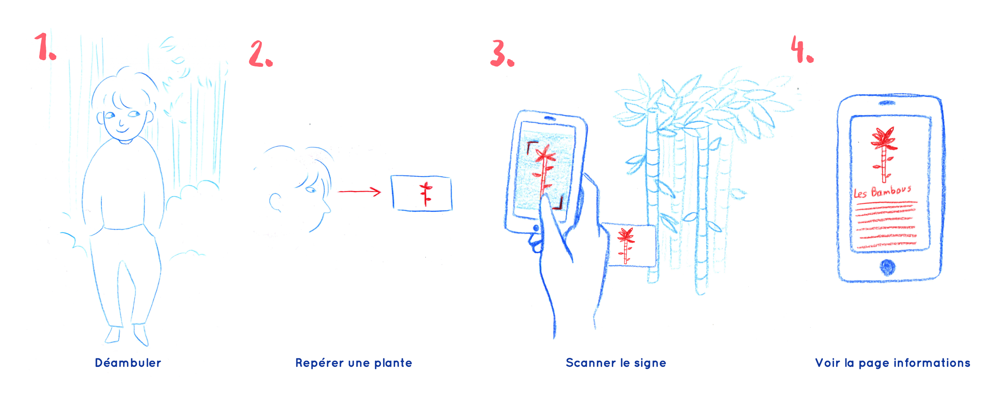 1.
2.
3.
4.
Les Bambous
Déambuler
Repérer une plante
Scanner le signe
Voir la page informations